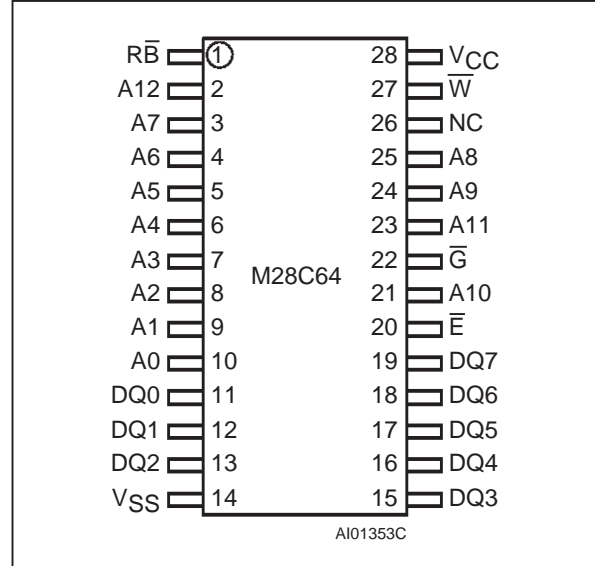 RB̅ 1 28 VCC
A12 2 27 W̅
A7 3 26 NC
A6 4 25 A8
A5 5 24 A9
A4 6 23 A11
A3 7 22 G̅
M28C64
A2 8 21 A10
A1 9 20 E̅
A0 10 19 DQ7
DQ0 11 18 DQ6
DQ1 12 17 DQ5
DQ2 13 16 DQ4
VSS 14 15 DQ3
AI01353C